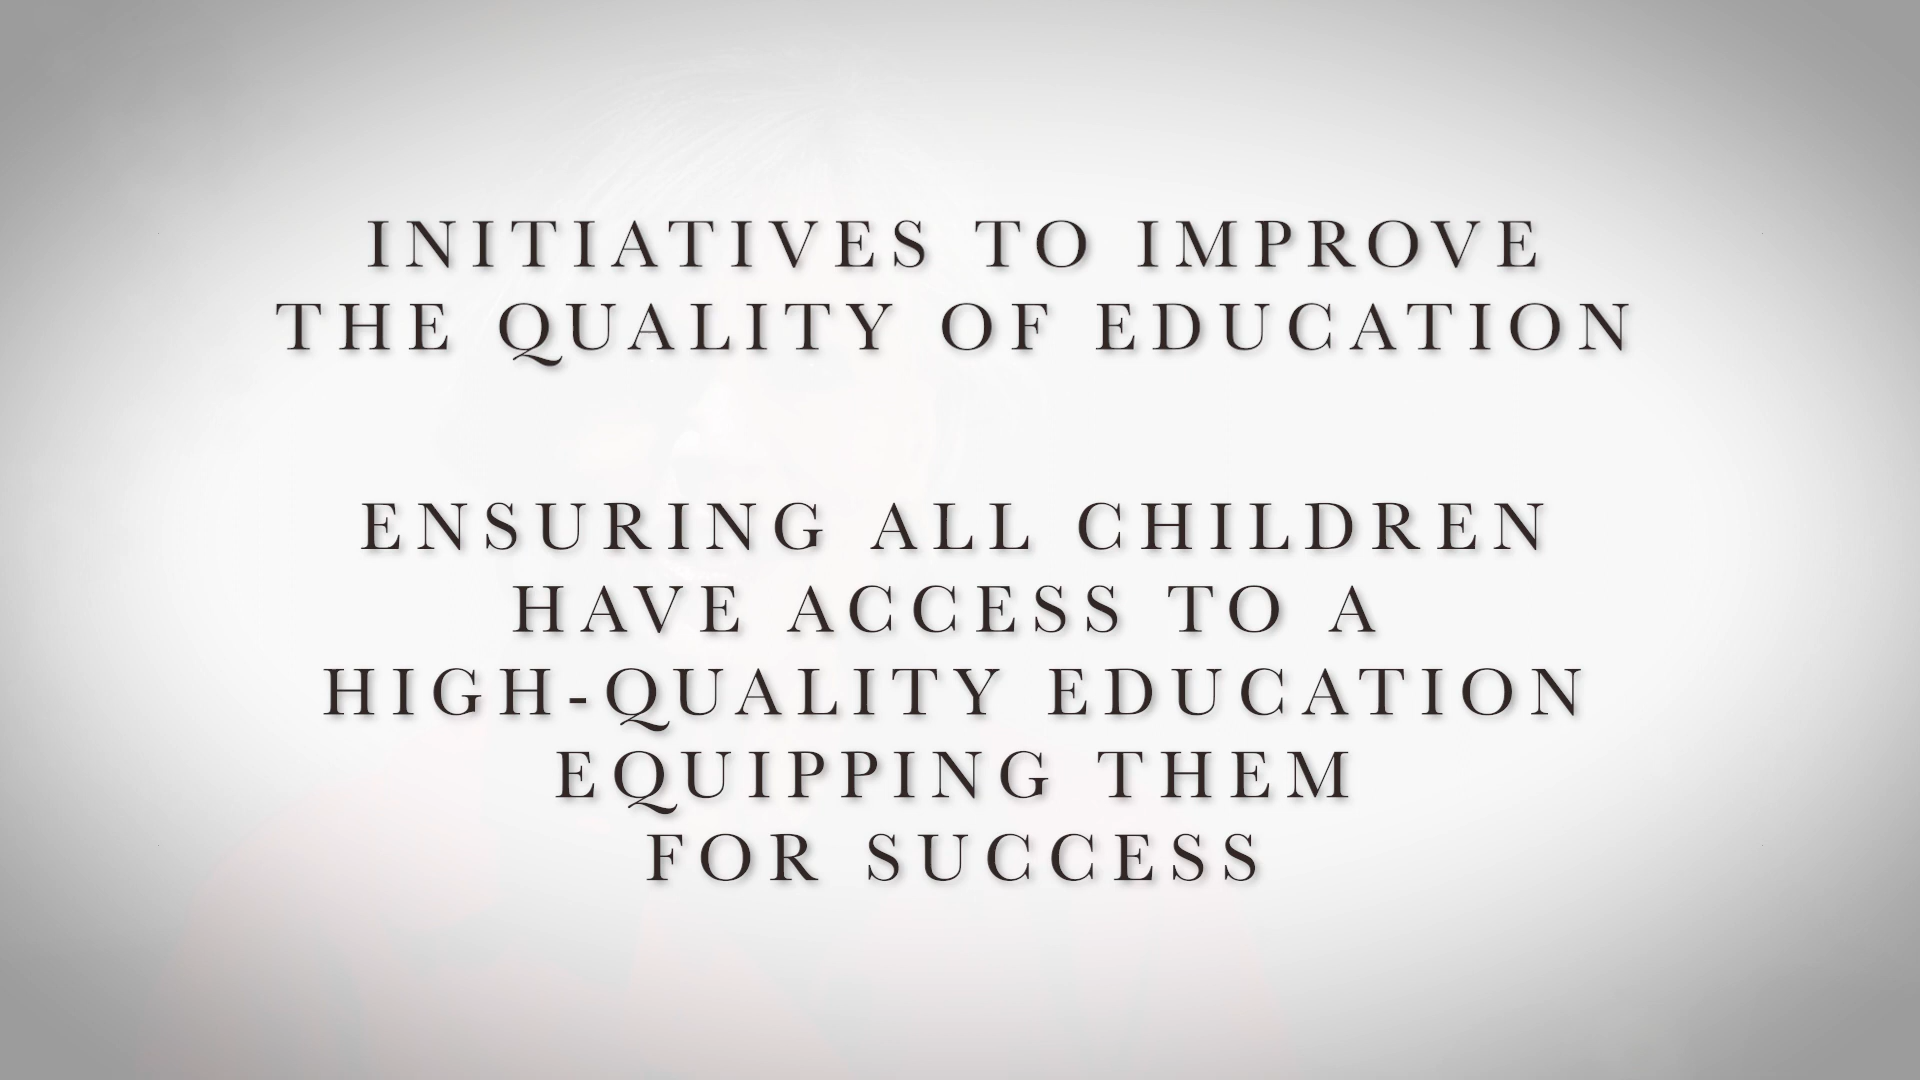 INITIATIVES TO IMPROVE
THE QUALITY OF EDUCATION
ENSURING ALL CHILDREN
HAVE ACCESS TO A
HIGH-QUALITY EDUCATION
EQUIPPING THEM
FOR SUCCESS